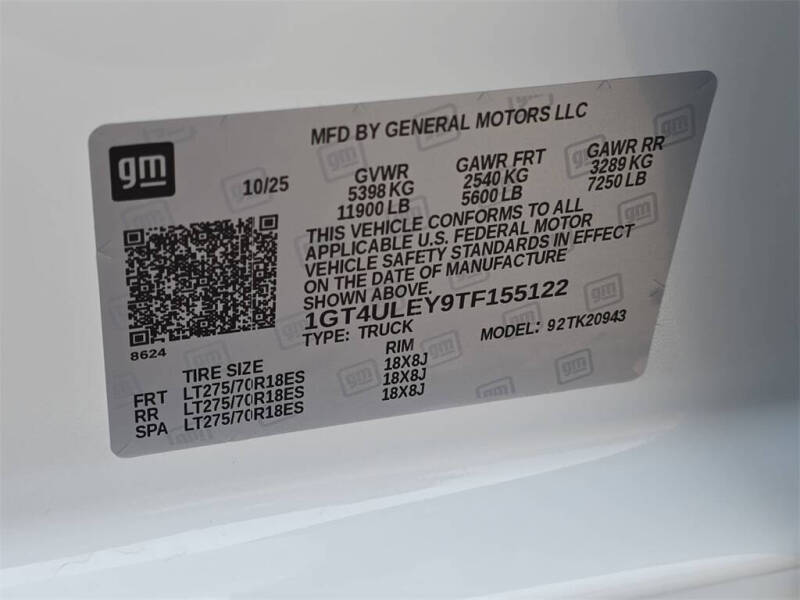 MFD BY GENERAL MOTORS LLC
gm
10/25
GVWR
5398 KG
11900 LB
GAWR FRT
2540 KG
5600 LB
GAWR RR
3289 KG
7250 LB
THIS VEHICLE CONFORMS TO ALL
APPLICABLE U.S. FEDERAL MOTOR
VEHICLE SAFETY STANDARDS IN EFFECT
ON THE DATE OF MANUFACTURE
SHOWN ABOVE.
1GT4ULEY9TF155122
TYPE: TRUCK
MODEL: 92TK20943
8624
TIRE SIZE RIM
FRT LT275/70R18ES 18X8J
RR LT275/70R18ES 18X8J
SPA LT275/70R18ES 18X8J